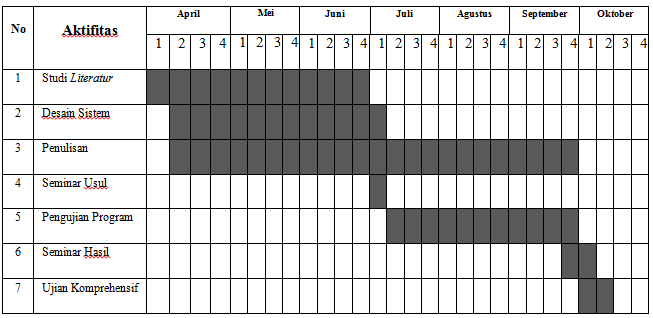 No Aktifitas April Mei Juni Juli Agustus September Oktober
1 2 3 4 1 2 3 4 1 2 3 4 1 2 3 4 1 2 3 4 1 2 3 4 1 2 3 4
1 Studi Literatur
2 Desain Sistem
3 Penulisan
4 Seminar Usul
5 Pengujian Program
6 Seminar Hasil
7 Ujian Komprehensif